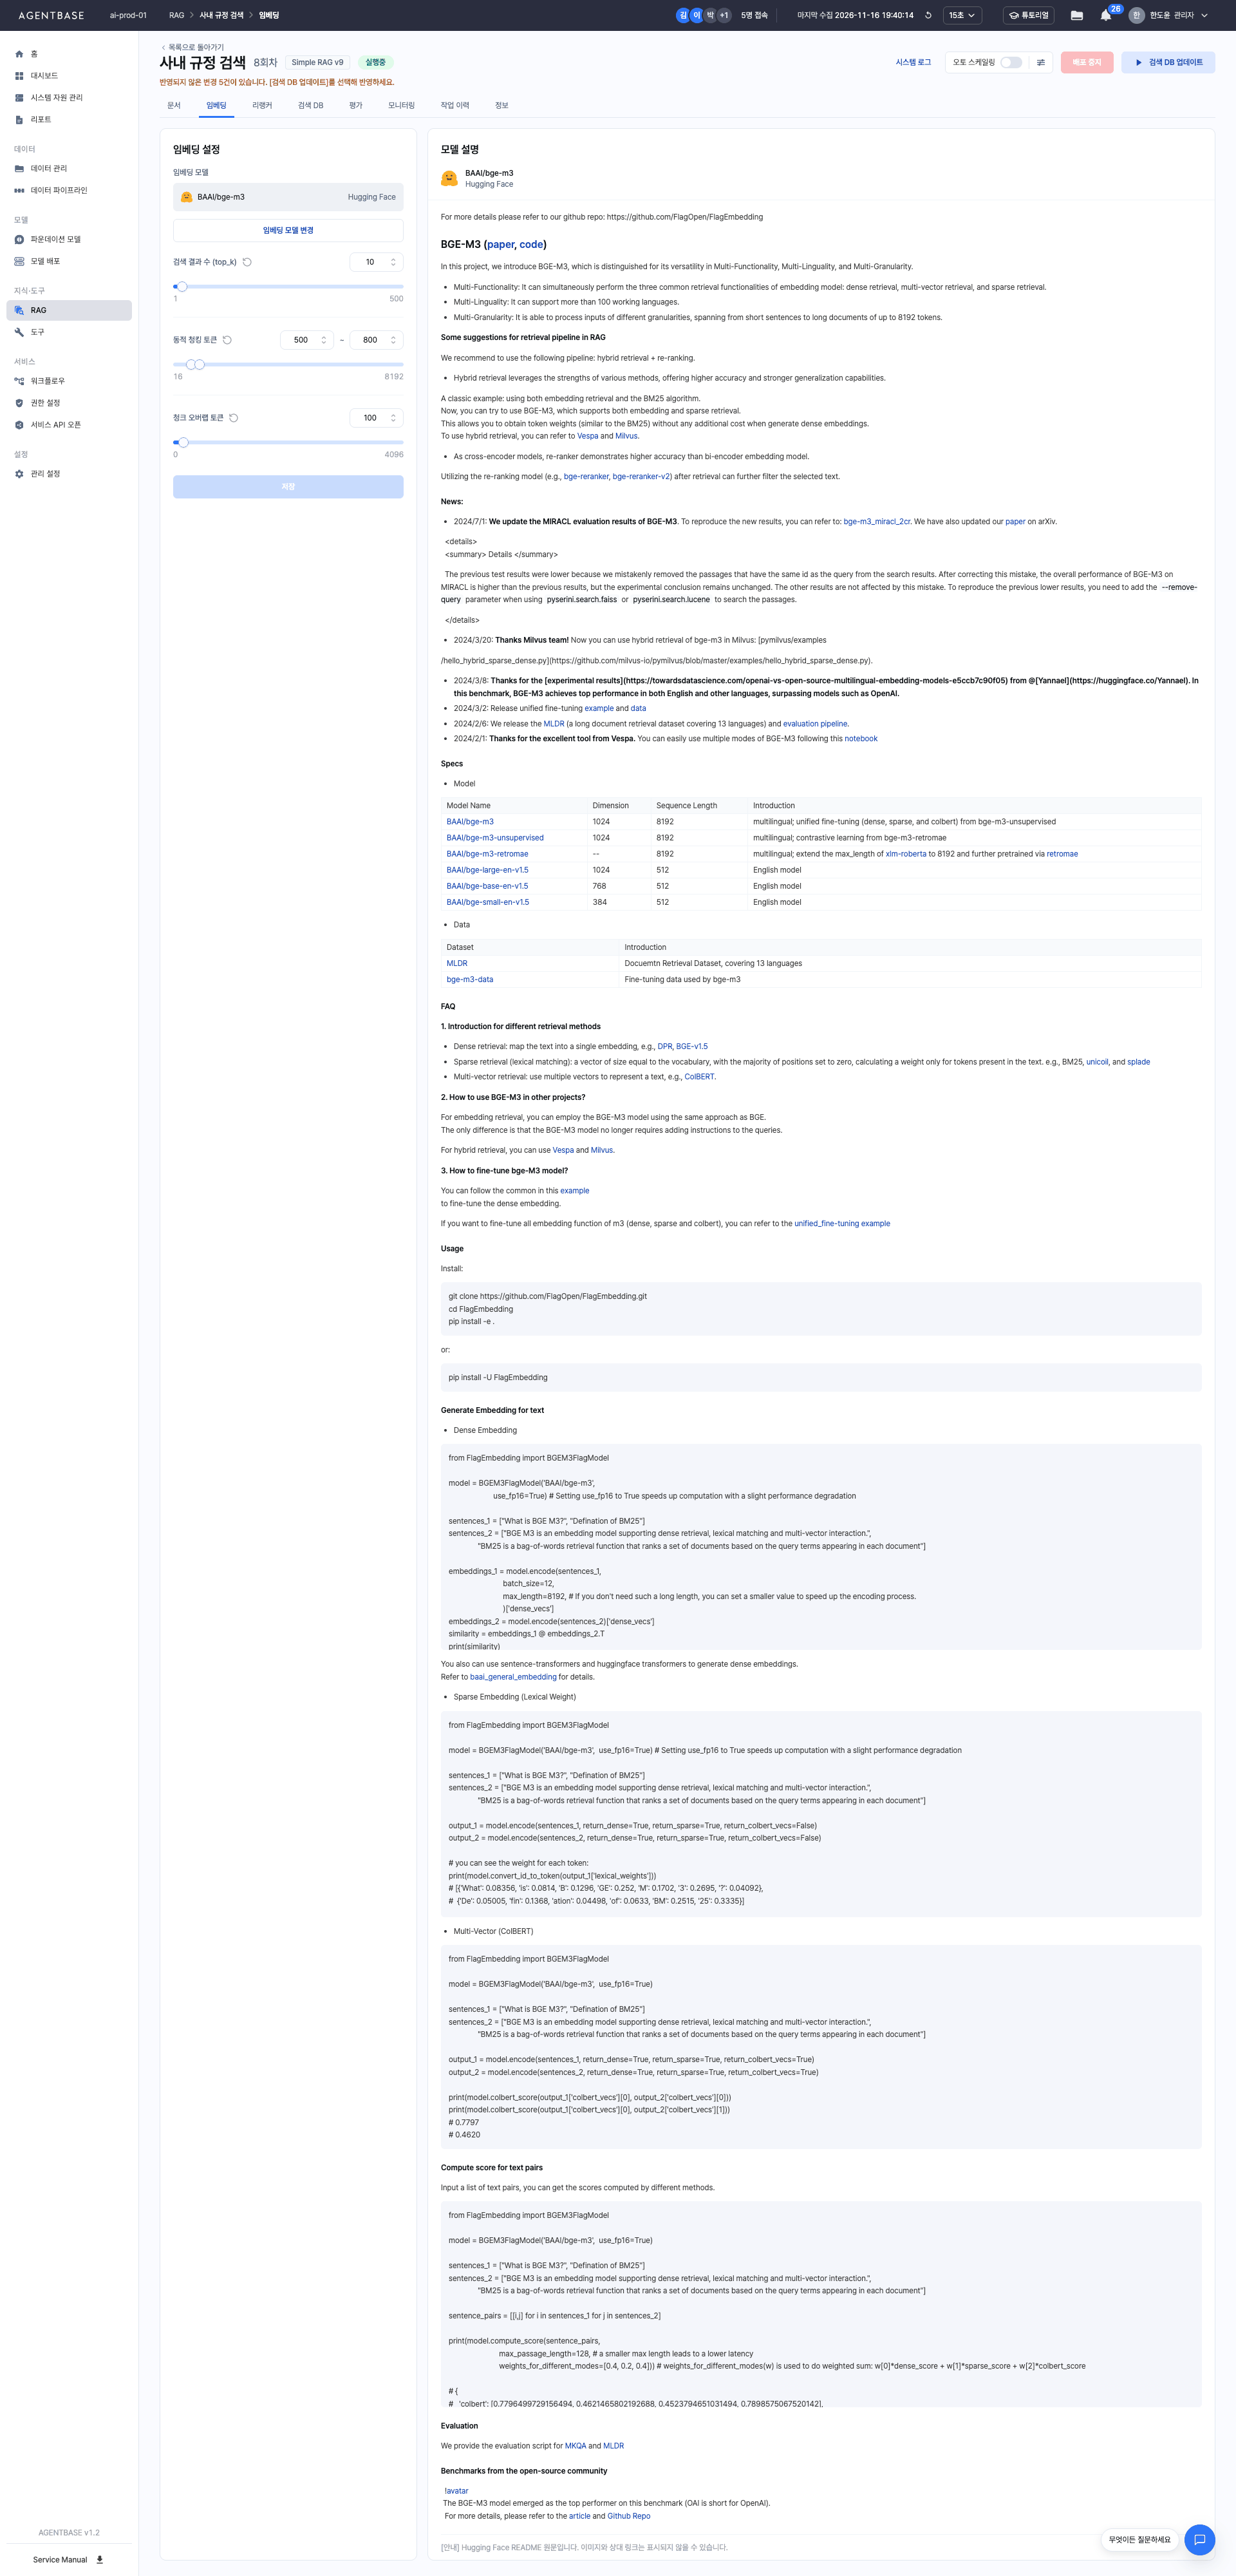 AGENTBASE
ai-prod-01
RAG > 사내 규정 검색 > 임베딩
김 이 박 +1 5명 접속
마지막 수집 2026-11-16 19:40:14
15초
튜토리얼
26
한 한도윤 관리자
홈
대시보드
시스템 자원 관리
리포트
데이터
데이터 관리
데이터 파이프라인
모델
파운데이션 모델
모델 배포
지식·도구
RAG
도구
서비스
워크플로우
권한 설정
서비스 API 오픈
설정
관리 설정
AGENTBASE v1.2
Service Manual
목록으로 돌아가기
사내 규정 검색 8회차 Simple RAG v9 실행중
반영되지 않은 변경 5건이 있습니다. [검색 DB 업데이트]를 선택해 반영하세요.
시스템 로그
오토 스케일링
배포 중지
검색 DB 업데이트
문서 임베딩 리랭커 검색 DB 평가 모니터링 작업 이력 정보
임베딩 설정
임베딩 모델
BAAI/bge-m3 Hugging Face
임베딩 모델 변경
검색 결과 수 (top_k) 10
1 500
동적 청킹 토큰 500 ~ 800
16 8192
청크 오버랩 토큰 100
0 4096
저장
모델 설명
BAAI/bge-m3
Hugging Face
For more details please refer to our github repo: https://github.com/FlagOpen/FlagEmbedding
BGE-M3 (paper, code)
In this project, we introduce BGE-M3, which is distinguished for its versatility in Multi-Functionality, Multi-Linguality, and Multi-Granularity.
• Multi-Functionality: It can simultaneously perform the three common retrieval functionalities of embedding model: dense retrieval, multi-vector retrieval, and sparse retrieval.
• Multi-Linguality: It can support more than 100 working languages.
• Multi-Granularity: It is able to process inputs of different granularities, spanning from short sentences to long documents of up to 8192 tokens.
Some suggestions for retrieval pipeline in RAG
We recommend to use the following pipeline: hybrid retrieval + re-ranking.
• Hybrid retrieval leverages the strengths of various methods, offering higher accuracy and stronger generalization capabilities.
A classic example: using both embedding retrieval and the BM25 algorithm.
Now, you can try to use BGE-M3, which supports both embedding and sparse retrieval.
This allows you to obtain token weights (similar to the BM25) without any additional cost when generate dense embeddings.
To use hybrid retrieval, you can refer to Vespa and Milvus.
• As cross-encoder models, re-ranker demonstrates higher accuracy than bi-encoder embedding model.
Utilizing the re-ranking model (e.g., bge-reranker, bge-reranker-v2) after retrieval can further filter the selected text.
News:
• 2024/7/1: We update the MIRACL evaluation results of BGE-M3. To reproduce the new results, you can refer to: bge-m3_miracl_2cr. We have also updated our paper on arXiv.
<details>
<summary> Details </summary>
The previous test results were lower because we mistakenly removed the passages that have the same id as the query from the search results. After correcting this mistake, the overall performance of BGE-M3 on
MIRACL is higher than the previous results, but the experimental conclusion remains unchanged. The other results are not affected by this mistake. To reproduce the previous lower results, you need to add the --remove-
query parameter when using pyserini.search.faiss or pyserini.search.lucene to search the passages.
</details>
• 2024/3/20: Thanks Milvus team! Now you can use hybrid retrieval of bge-m3 in Milvus: [pymilvus/examples
/hello_hybrid_sparse_dense.py](https://github.com/milvus-io/pymilvus/blob/master/examples/hello_hybrid_sparse_dense.py).
• 2024/3/8: Thanks for the [experimental results](https://towardsdatascience.com/openai-vs-open-source-multilingual-embedding-models-e5ccb7c90f05) from @[Yannael](https://huggingface.co/Yannael). In
this benchmark, BGE-M3 achieves top performance in both English and other languages, surpassing models such as OpenAI.
• 2024/3/2: Release unified fine-tuning example and data
• 2024/2/6: We release the MLDR (a long document retrieval dataset covering 13 languages) and evaluation pipeline.
• 2024/2/1: Thanks for the excellent tool from Vespa. You can easily use multiple modes of BGE-M3 following this notebook
Specs
• Model
Model Name Dimension Sequence Length Introduction
BAAI/bge-m3 1024 8192 multilingual; unified fine-tuning (dense, sparse, and colbert) from bge-m3-unsupervised
BAAI/bge-m3-unsupervised 1024 8192 multilingual; contrastive learning from bge-m3-retromae
BAAI/bge-m3-retromae -- 8192 multilingual; extend the max_length of xlm-roberta to 8192 and further pretrained via retromae
BAAI/bge-large-en-v1.5 1024 512 English model
BAAI/bge-base-en-v1.5 768 512 English model
BAAI/bge-small-en-v1.5 384 512 English model
• Data
Dataset Introduction
MLDR Docuemtn Retrieval Dataset, covering 13 languages
bge-m3-data Fine-tuning data used by bge-m3
FAQ
1. Introduction for different retrieval methods
• Dense retrieval: map the text into a single embedding, e.g., DPR, BGE-v1.5
• Sparse retrieval (lexical matching): a vector of size equal to the vocabulary, with the majority of positions set to zero, calculating a weight only for tokens present in the text. e.g., BM25, unicoil, and splade
• Multi-vector retrieval: use multiple vectors to represent a text, e.g., ColBERT.
2. How to use BGE-M3 in other projects?
For embedding retrieval, you can employ the BGE-M3 model using the same approach as BGE.
The only difference is that the BGE-M3 model no longer requires adding instructions to the queries.
For hybrid retrieval, you can use Vespa and Milvus.
3. How to fine-tune bge-M3 model?
You can follow the common in this example
to fine-tune the dense embedding.
If you want to fine-tune all embedding function of m3 (dense, sparse and colbert), you can refer to the unified_fine-tuning example
Usage
Install:
git clone https://github.com/FlagOpen/FlagEmbedding.git
cd FlagEmbedding
pip install -e .
or:
pip install -U FlagEmbedding
Generate Embedding for text
• Dense Embedding
from FlagEmbedding import BGEM3FlagModel
model = BGEM3FlagModel('BAAI/bge-m3',
use_fp16=True) # Setting use_fp16 to True speeds up computation with a slight performance degradation
sentences_1 = ["What is BGE M3?", "Defination of BM25"]
sentences_2 = ["BGE M3 is an embedding model supporting dense retrieval, lexical matching and multi-vector interaction.",
"BM25 is a bag-of-words retrieval function that ranks a set of documents based on the query terms appearing in each document"]
embeddings_1 = model.encode(sentences_1,
batch_size=12,
max_length=8192, # If you don't need such a long length, you can set a smaller value to speed up the encoding process.
)['dense_vecs']
embeddings_2 = model.encode(sentences_2)['dense_vecs']
similarity = embeddings_1 @ embeddings_2.T
print(similarity)
You also can use sentence-transformers and huggingface transformers to generate dense embeddings.
Refer to baai_general_embedding for details.
• Sparse Embedding (Lexical Weight)
from FlagEmbedding import BGEM3FlagModel
model = BGEM3FlagModel('BAAI/bge-m3', use_fp16=True) # Setting use_fp16 to True speeds up computation with a slight performance degradation
sentences_1 = ["What is BGE M3?", "Defination of BM25"]
sentences_2 = ["BGE M3 is an embedding model supporting dense retrieval, lexical matching and multi-vector interaction.",
"BM25 is a bag-of-words retrieval function that ranks a set of documents based on the query terms appearing in each document"]
output_1 = model.encode(sentences_1, return_dense=True, return_sparse=True, return_colbert_vecs=False)
output_2 = model.encode(sentences_2, return_dense=True, return_sparse=True, return_colbert_vecs=False)
# you can see the weight for each token:
print(model.convert_id_to_token(output_1['lexical_weights']))
# [{'What': 0.08356, 'is': 0.0814, 'B': 0.1296, 'GE': 0.252, 'M': 0.1702, '3': 0.2695, '?': 0.04092},
# {'De': 0.05005, 'fin': 0.1368, 'ation': 0.04498, 'of': 0.0633, 'BM': 0.2515, '25': 0.3335}]
• Multi-Vector (ColBERT)
from FlagEmbedding import BGEM3FlagModel
model = BGEM3FlagModel('BAAI/bge-m3', use_fp16=True)
sentences_1 = ["What is BGE M3?", "Defination of BM25"]
sentences_2 = ["BGE M3 is an embedding model supporting dense retrieval, lexical matching and multi-vector interaction.",
"BM25 is a bag-of-words retrieval function that ranks a set of documents based on the query terms appearing in each document"]
output_1 = model.encode(sentences_1, return_dense=True, return_sparse=True, return_colbert_vecs=True)
output_2 = model.encode(sentences_2, return_dense=True, return_sparse=True, return_colbert_vecs=True)
print(model.colbert_score(output_1['colbert_vecs'][0], output_2['colbert_vecs'][0]))
print(model.colbert_score(output_1['colbert_vecs'][0], output_2['colbert_vecs'][1]))
# 0.7797
# 0.4620
Compute score for text pairs
Input a list of text pairs, you can get the scores computed by different methods.
from FlagEmbedding import BGEM3FlagModel
model = BGEM3FlagModel('BAAI/bge-m3', use_fp16=True)
sentences_1 = ["What is BGE M3?", "Defination of BM25"]
sentences_2 = ["BGE M3 is an embedding model supporting dense retrieval, lexical matching and multi-vector interaction.",
"BM25 is a bag-of-words retrieval function that ranks a set of documents based on the query terms appearing in each document"]
sentence_pairs = [[i,j] for i in sentences_1 for j in sentences_2]
print(model.compute_score(sentence_pairs,
max_passage_length=128, # a smaller max length leads to a lower latency
weights_for_different_modes=[0.4, 0.2, 0.4])) # weights_for_different_modes(w) is used to do weighted sum: w[0]*dense_score + w[1]*sparse_score + w[2]*colbert_score
# {
# 'colbert': [0.7796499729156494, 0.4621465802192688, 0.4523794651031494, 0.7898575067520142],
Evaluation
We provide the evaluation script for MKQA and MLDR
Benchmarks from the open-source community
!avatar
The BGE-M3 model emerged as the top performer on this benchmark (OAI is short for OpenAI).
For more details, please refer to the article and Github Repo
[안내] Hugging Face README 원문입니다. 이미지와 상대 링크는 표시되지 않을 수 있습니다.
무엇이든 질문하세요